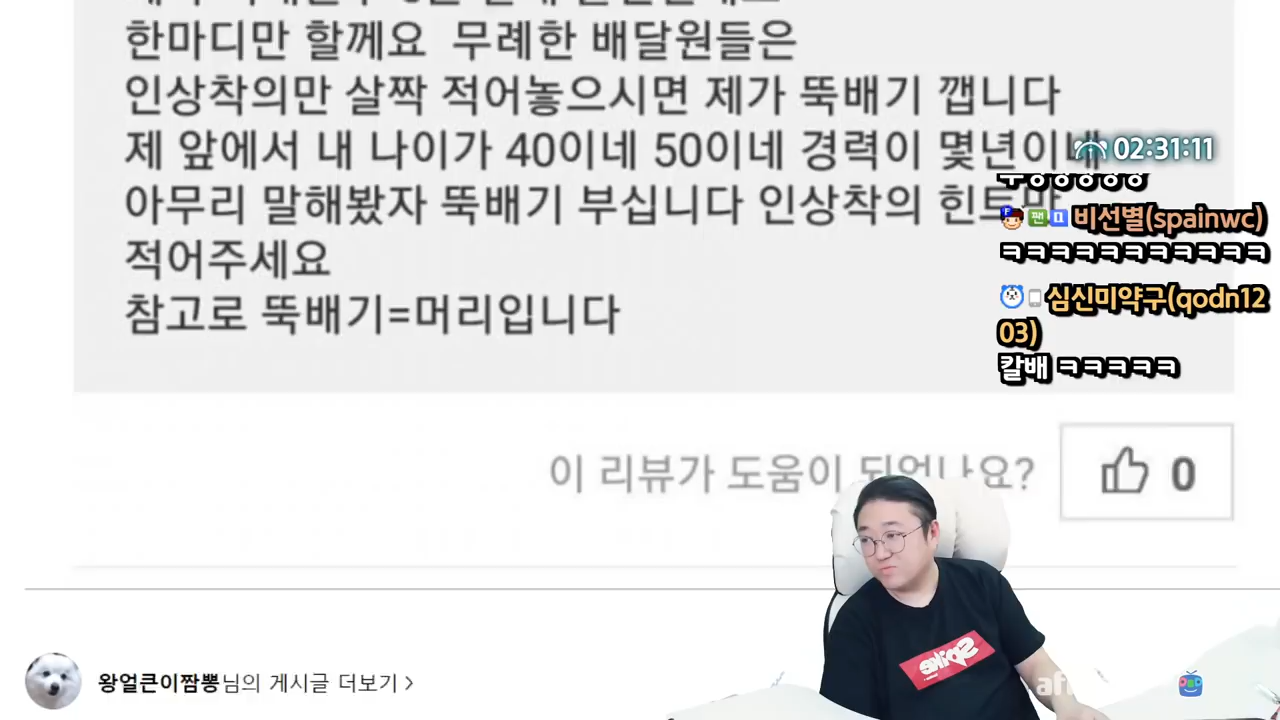 한마디만 할께요 무례한 배달원들은
인상착의만 살짝 적어놓으시면 제가 뚝배기 깹니다
제 앞에서 내 나이가 40이네 50이네 경력이 몇년이네
아무리 말해봤자 뚝배기 부십니다 인상착의 힌트만
적어주세요
참고로 뚝배기=머리입니다
02:31:11
비선별(spainwc)
ㅋㅋㅋㅋㅋㅋㅋㅋㅋㅋㅋ
심신미약구(qodn12
03)
칼배 ㅋㅋㅋㅋㅋ
이 리뷰가 도움이 되었나요?
0
Spike
왕얼큰이짬뽕님의 게시글 더보기 >